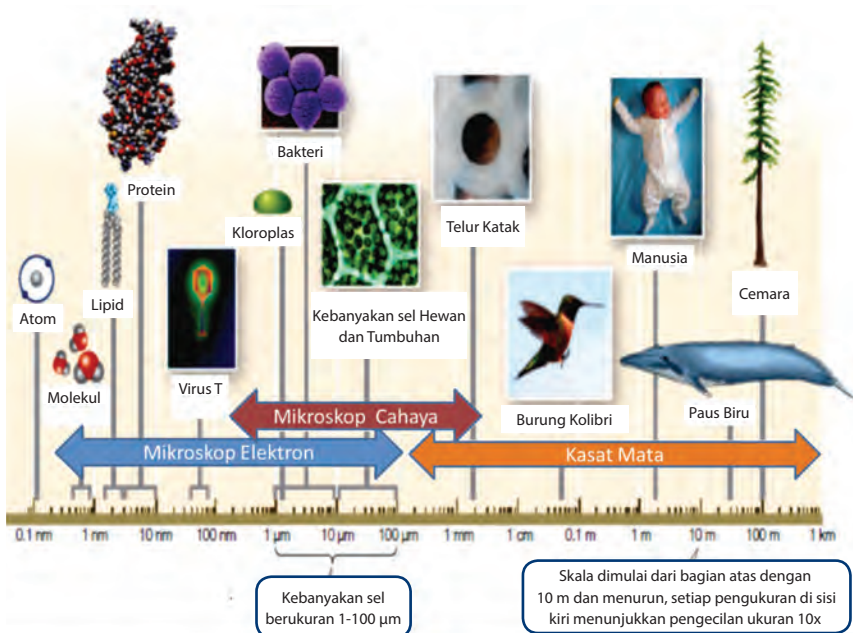 Protein
Bakteri
Kloroplas
Telur Katak
Manusia
Atom
Lipid
Kebanyakan sel Hewan
dan Tumbuhan
Cemara
Molekul
Virus T
Burung Kolibri
Paus Biru
Mikroskop Cahaya
Mikroskop Elektron
Kasat Mata
0.1 nm 1 nm 10 nm 100 nm 1 µm 10 µm 100 µm 1 mm 1 cm 0.1 m 1 m 10 m 100 m 1 km
Kebanyakan sel
berukuran 1-100 µm
Skala dimulai dari bagian atas dengan
10 m dan menurun, setiap pengukuran di sisi
kiri menunjukkan pengecilan ukuran 10x